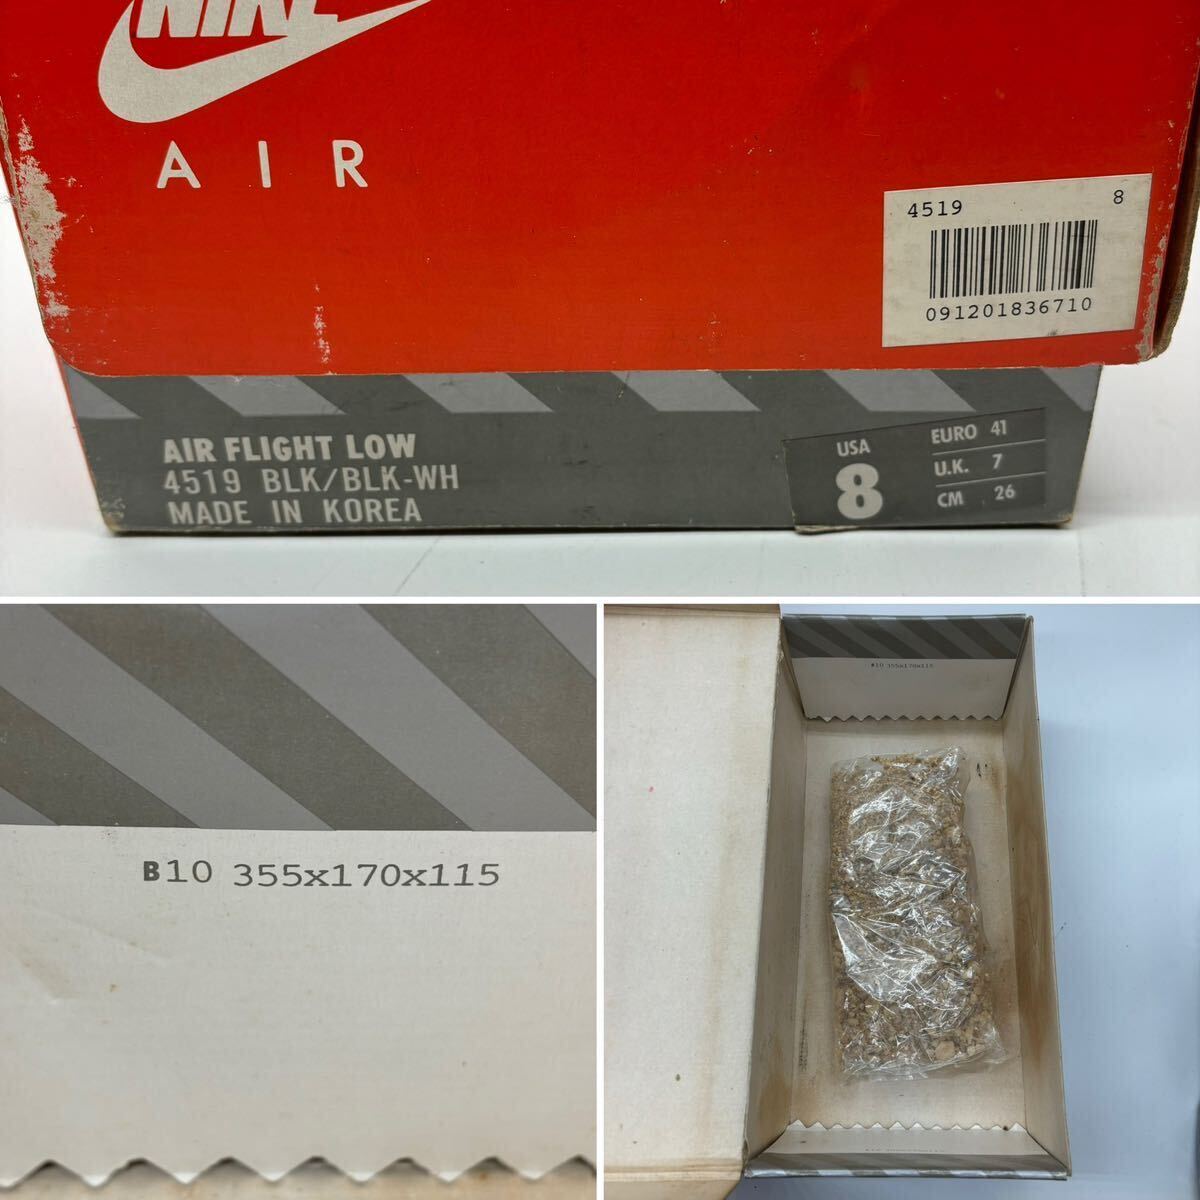 NIKE
AIR
4519 8
091201836710
AIR FLIGHT LOW
4519 BLK/BLK-WH
MADE IN KOREA
USA
8
EURO 41
U.K. 7
CM 26
B10 355x170x115
B10 355x170x115